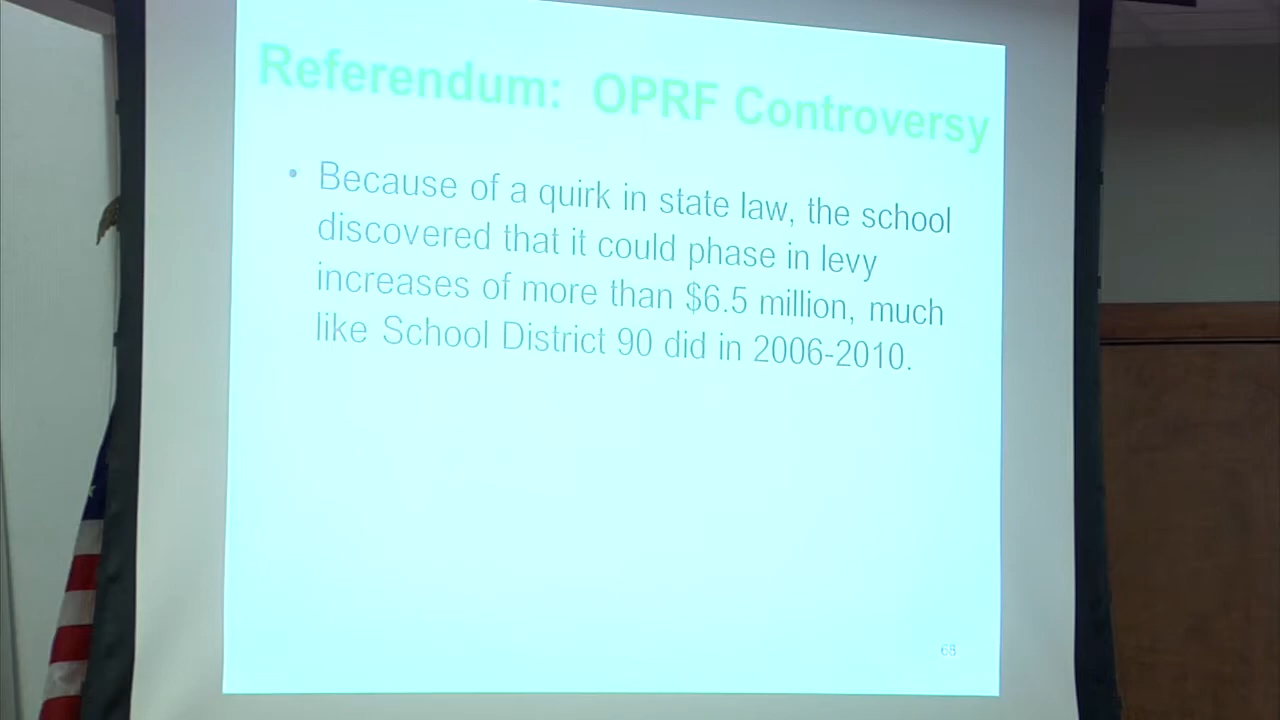 Referendum: OPRF Controversy
• Because of a quirk in state law, the school
discovered that it could phase in levy
increases of more than $6.5 million, much
like School District 90 did in 2006-2010.
68